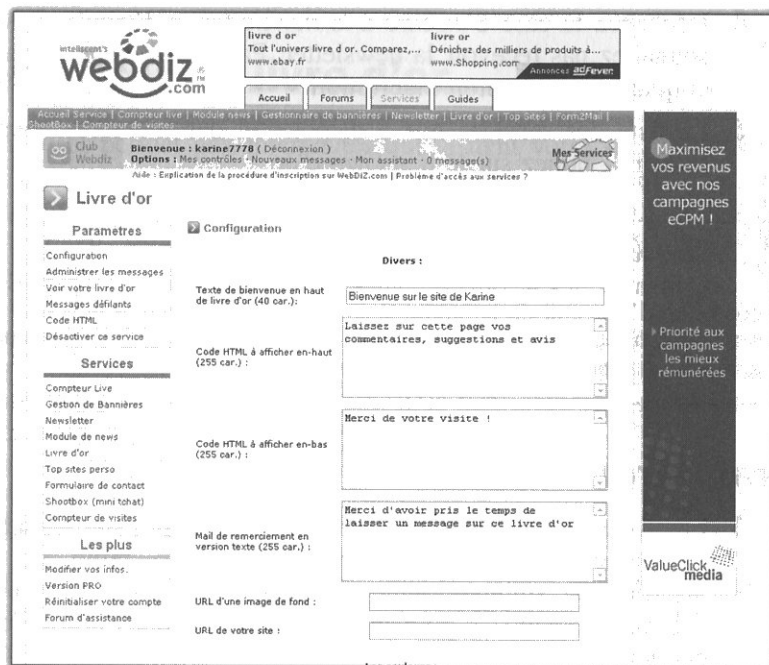 intellecent's
webdiz
.com
livre d or
Tout l'univers livre d or. Comparez,...
www.ebay.fr
livre or
Dénichez des milliers de produits à...
www.Shopping.com
Annonces adFever
Accueil
Forums
Services
Guides
Accueil Service | Compteur live | Module news | Gestionnaire de bannières | Newsletter | Livre d'or | Top Sites | Form2Mail |
ShootBox | Compteur de visites
Club
Webdiz
Bienvenue : karine7778 ( Déconnexion )
Options : Mes contrôles · Nouveaux messages · Mon assistant · 0 message(s)
Mes Services
Aide : Explication de la procédure d'inscription sur WebDiZ.com | Problème d'accès aux services ?
Livre d'or
Parametres
Configuration
Administrer les messages
Voir votre livre d'or
Messages défilants
Code HTML
Désactiver ce service
Services
Compteur Live
Gestion de Bannières
Newsletter
Module de news
Livre d'or
Top sites perso
Formulaire de contact
Shootbox (mini tchat)
Compteur de visites
Les plus
Modifier vos infos.
Version PRO
Réinitialiser votre compte
Forum d'assistance
Configuration
Divers :
Texte de bienvenue en haut
de livre d'or (40 car.):
Bienvenue sur le site de Karine
Code HTML à afficher en-haut
(255 car.) :
Laissez sur cette page vos
commentaires, suggestions et avis
Code HTML à afficher en-bas
(255 car.) :
Merci de votre visite !
Mail de remerciement en
version texte (255 car.) :
Merci d'avoir pris le temps de
laisser un message sur ce livre d'or
URL d'une image de fond :
URL de votre site :
Maximisez
vos revenus
avec nos
campagnes
eCPM !
Priorité aux
campagnes
les mieux
rémunérées
ValueClick
media